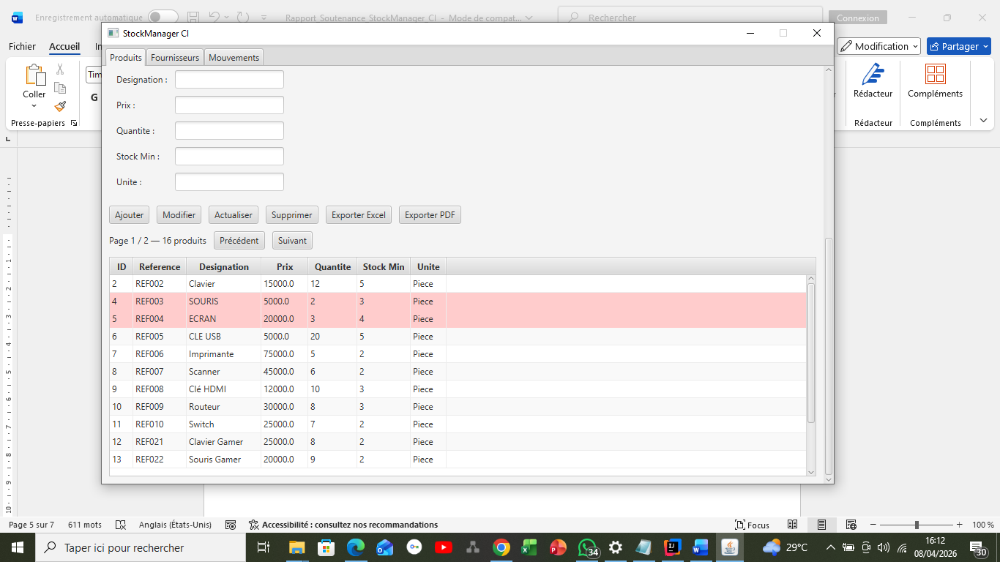 Enregistrement automatique
Rapport_Soutenance_StockManager_CI - Mode de compat...
Rechercher
Connexion
StockManager CI
Fichier
Accueil
Modification
Partager
Produits
Fournisseurs
Mouvements
Coller
G
Presse-papiers
Rédacteur
Compléments
Rédacteur
Compléments
Designation :
Prix :
Quantite :
Stock Min :
Unite :
Ajouter Modifier Actualiser Supprimer Exporter Excel Exporter PDF
Page 1 / 2 — 16 produits Précédent Suivant
ID Reference Designation Prix Quantite Stock Min Unite
2 REF002 Clavier 15000.0 12 5 Piece
4 REF003 SOURIS 5000.0 2 3 Piece
5 REF004 ECRAN 20000.0 3 4 Piece
6 REF005 CLE USB 5000.0 20 5 Piece
7 REF006 Imprimante 75000.0 5 2 Piece
8 REF007 Scanner 45000.0 6 2 Piece
9 REF008 Clé HDMI 12000.0 10 3 Piece
10 REF009 Routeur 30000.0 8 3 Piece
11 REF010 Switch 25000.0 7 2 Piece
12 REF021 Clavier Gamer 25000.0 8 2 Piece
13 REF022 Souris Gamer 20000.0 9 2 Piece
Page 5 sur 7 611 mots Anglais (États-Unis) Accessibilité : consultez nos recommandations Focus 100 %
Taper ici pour rechercher
34
29°C
16:12
08/04/2026
30